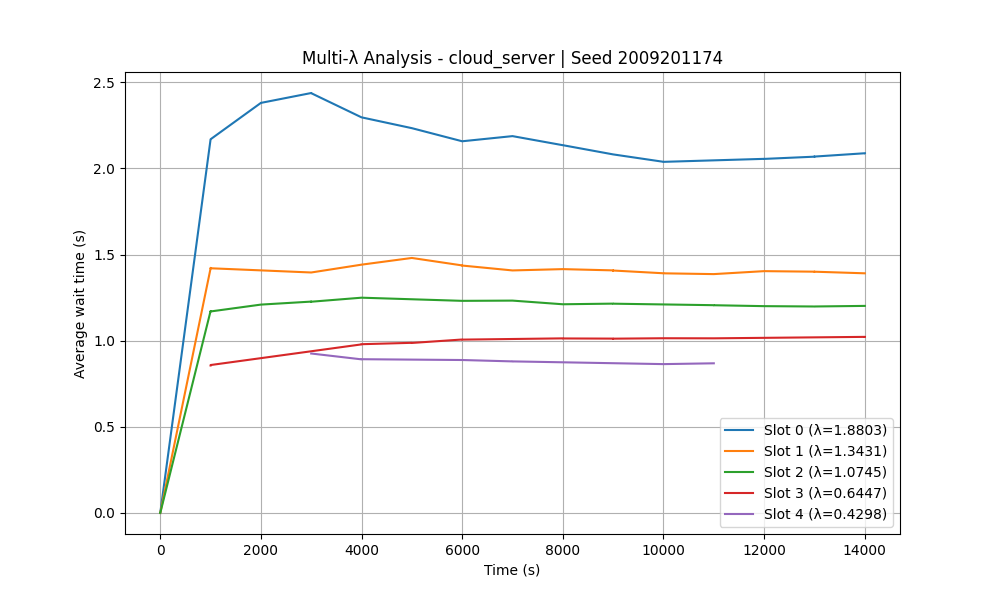 Multi-λ Analysis - cloud_server | Seed 2009201174
Average wait time (s)
2.5
2.0
1.5
1.0
0.5
0.0
Slot 0 (λ=1.8803)
Slot 1 (λ=1.3431)
Slot 2 (λ=1.0745)
Slot 3 (λ=0.6447)
Slot 4 (λ=0.4298)
0 2000 4000 6000 8000 10000 12000 14000
Time (s)